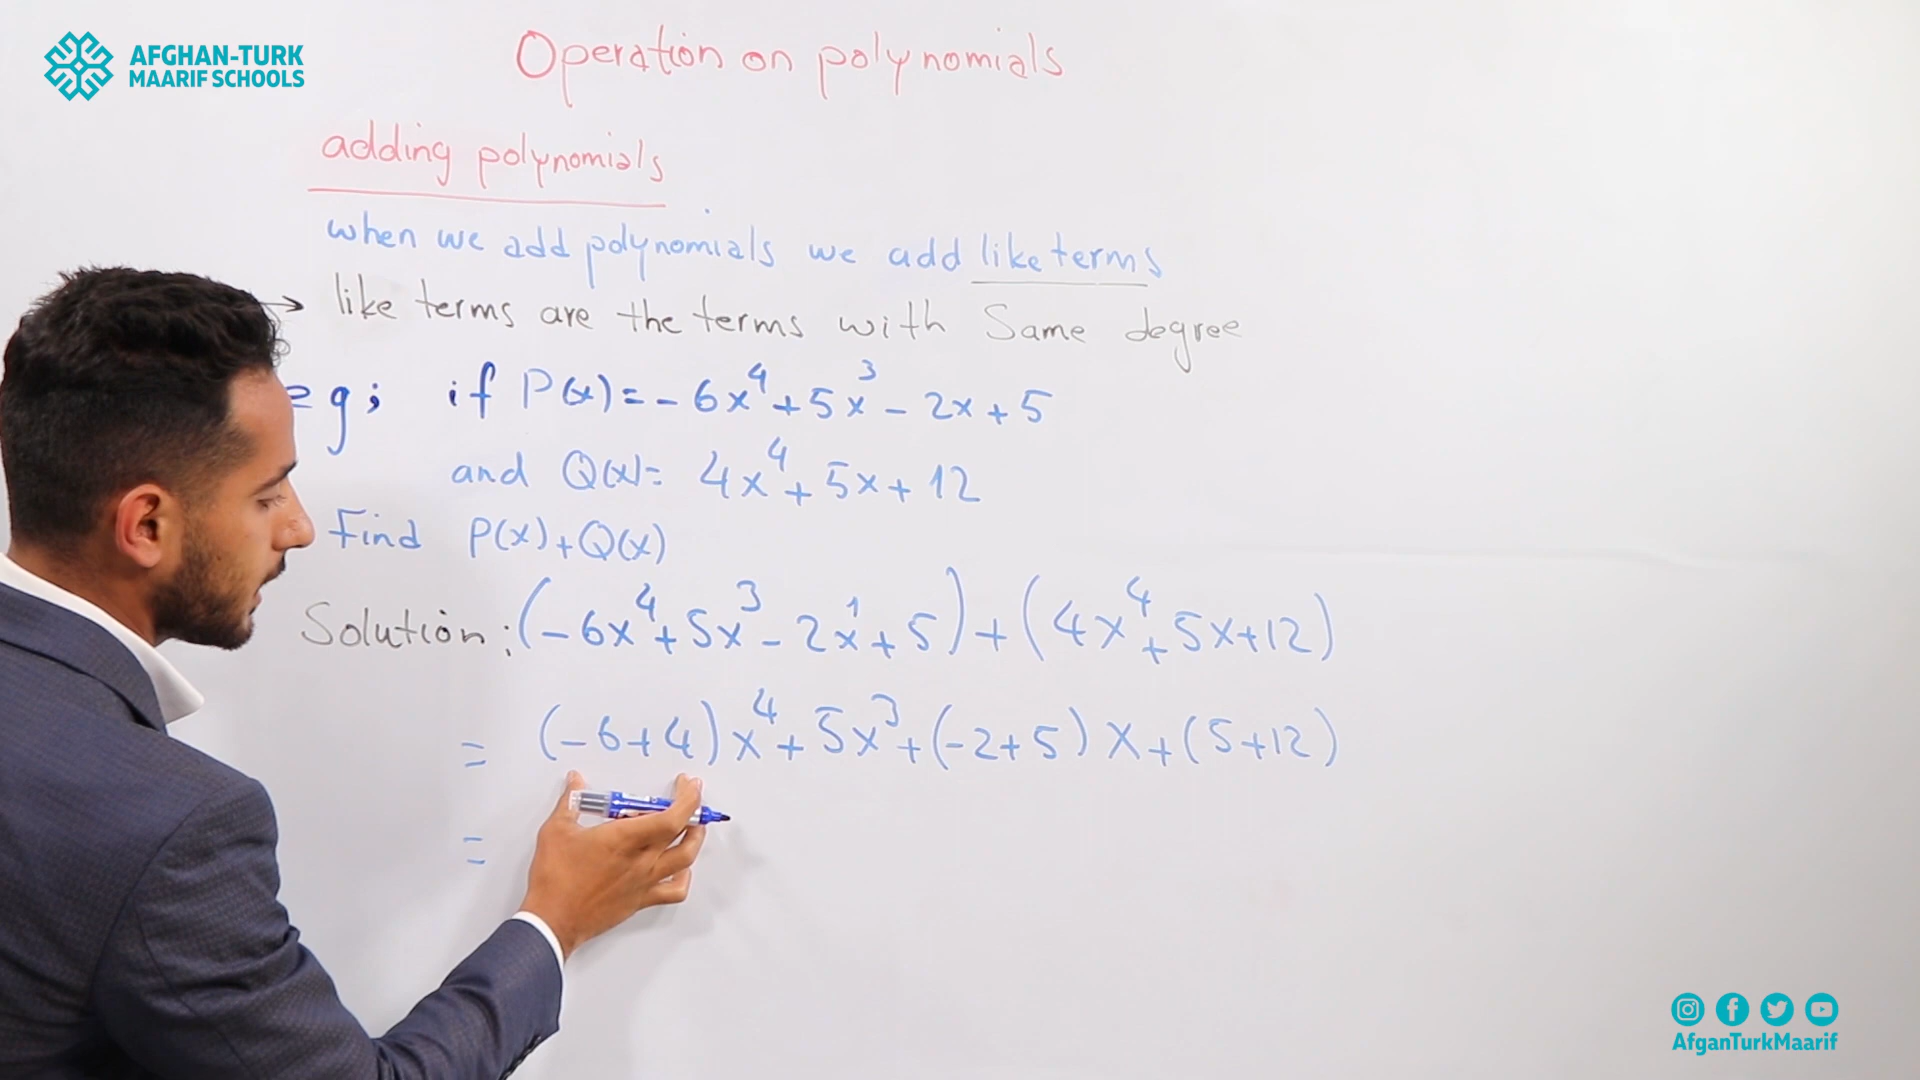 AFGHAN-TURK
MAARIF SCHOOLS
Operation on polynomials
adding polynomials
when we add polynomials we add like terms
→ like terms are the terms with Same degree
eg; if P(x)=-6x⁴+5x³-2x+5
and Q(x)= 4x⁴+5x+12
Find P(x)+Q(x)
Solution: (-6x⁴+5x³-2x¹+5)+(4x⁴+5x+12)
= (-6+4)x⁴+5x³+(-2+5)x+(5+12)
=
AfganTurkMaarif